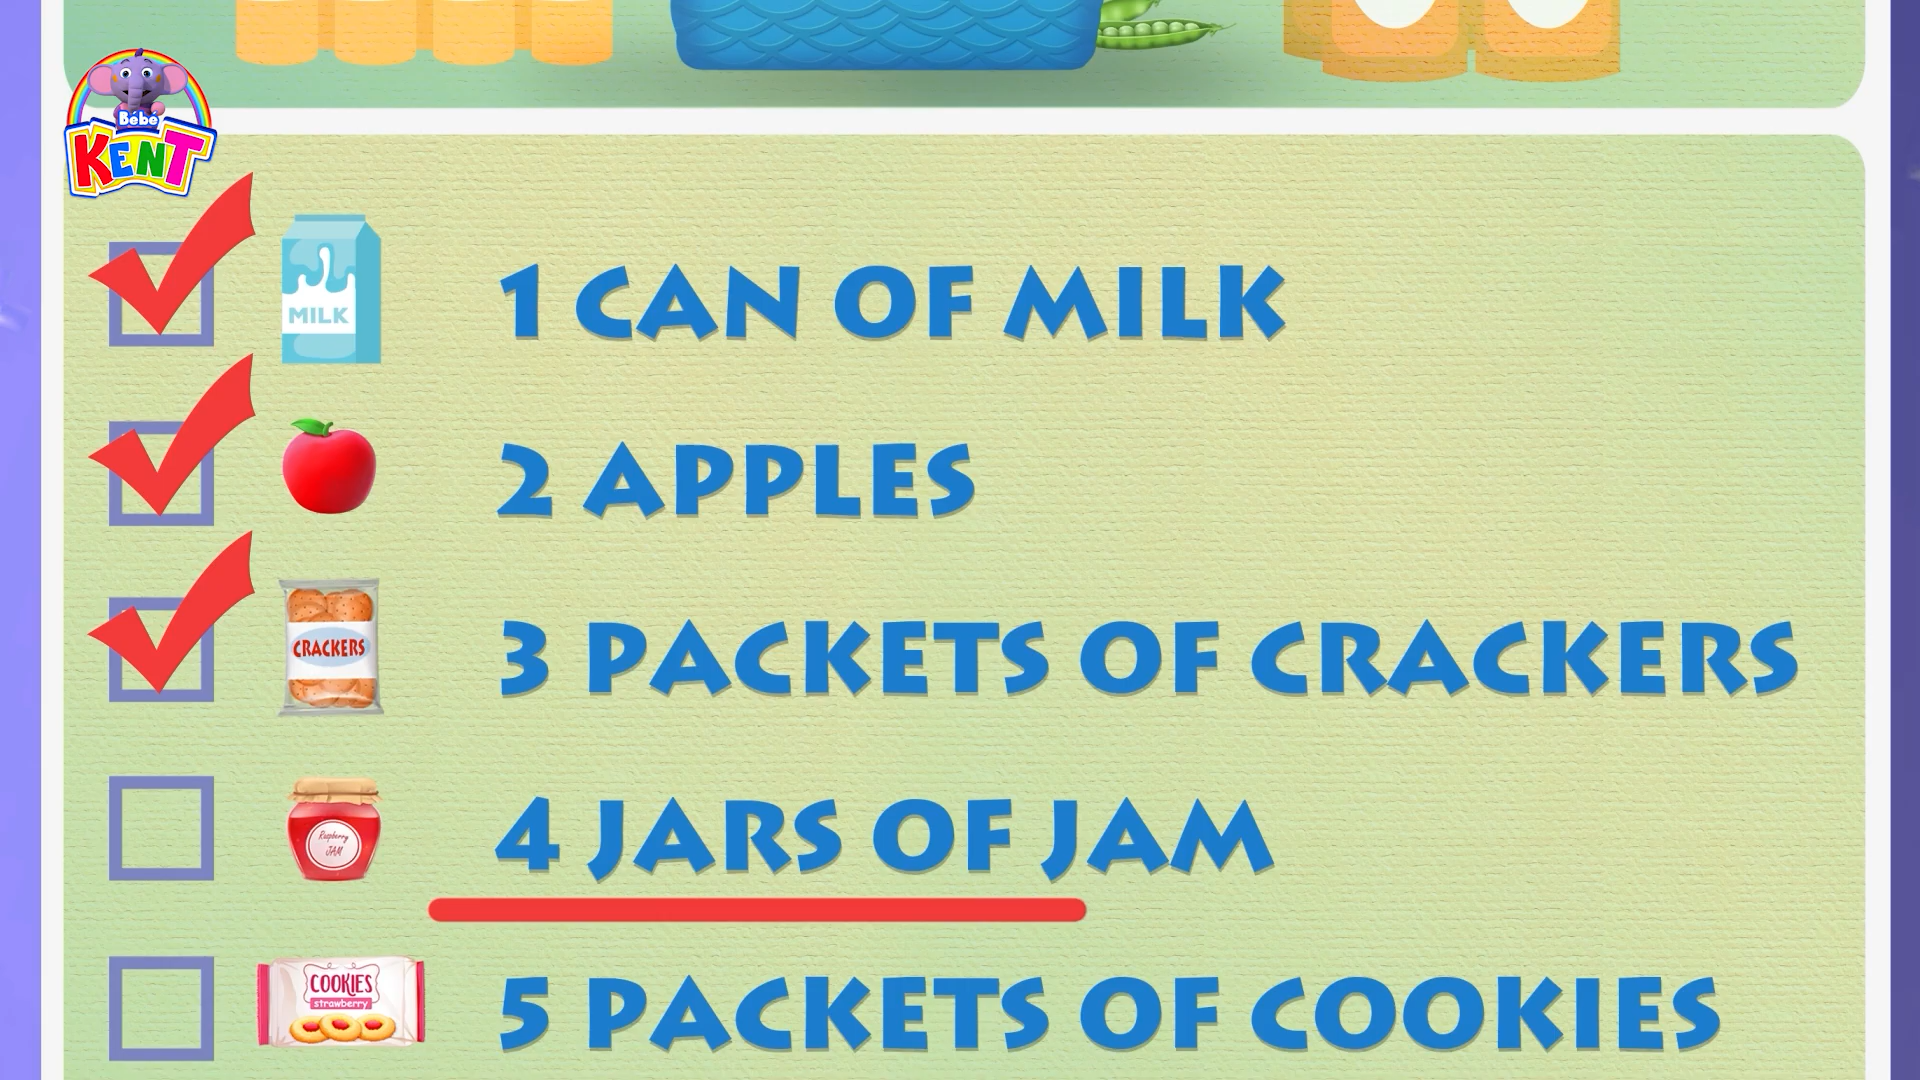 Bébé
KENT
MILK
1 CAN OF MILK
2 APPLES
CRACKERS
3 PACKETS OF CRACKERS
Raspberry
JAM
4 JARS OF JAM
COOKIES
strawberry
5 PACKETS OF COOKIES